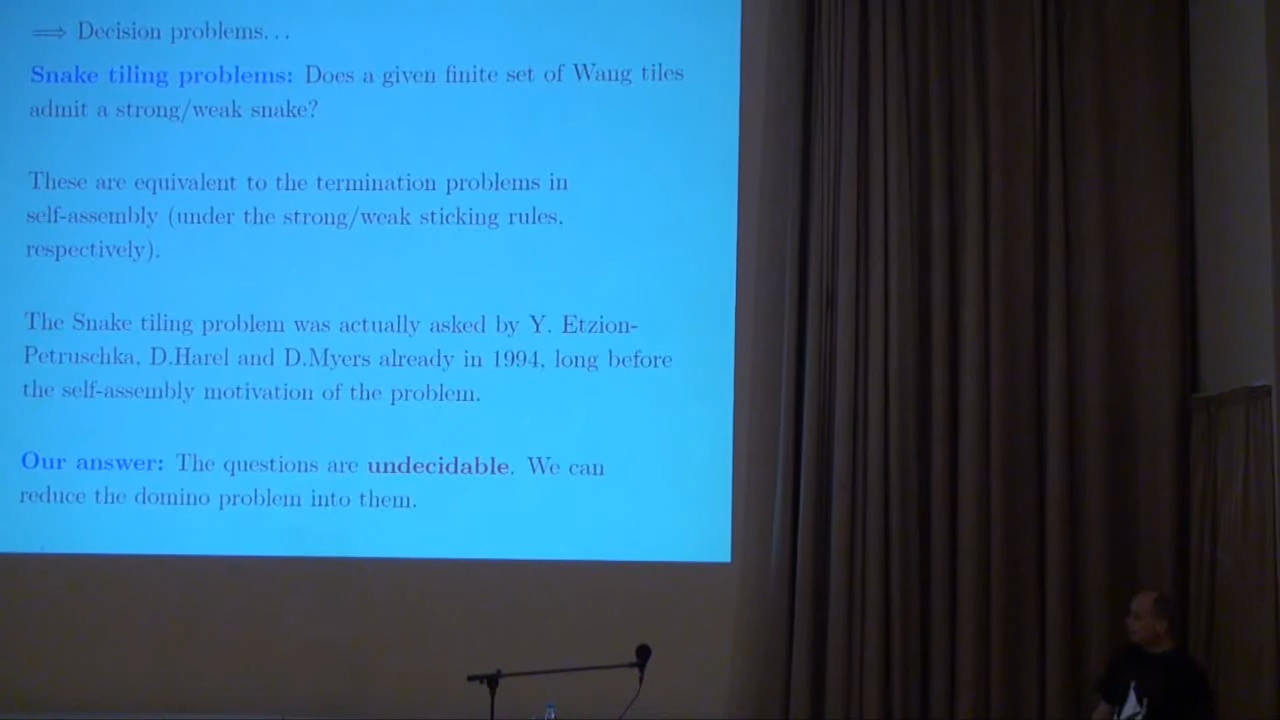 ⟹ Decision problems...
Snake tiling problems: Does a given finite set of Wang tiles
admit a strong/weak snake?
These are equivalent to the termination problems in
self-assembly (under the strong/weak sticking rules,
respectively).
The Snake tiling problem was actually asked by Y. Etzion-
Petruschka, D.Harel and D.Myers already in 1994, long before
the self-assembly motivation of the problem.
Our answer: The questions are undecidable. We can
reduce the domino problem into them.